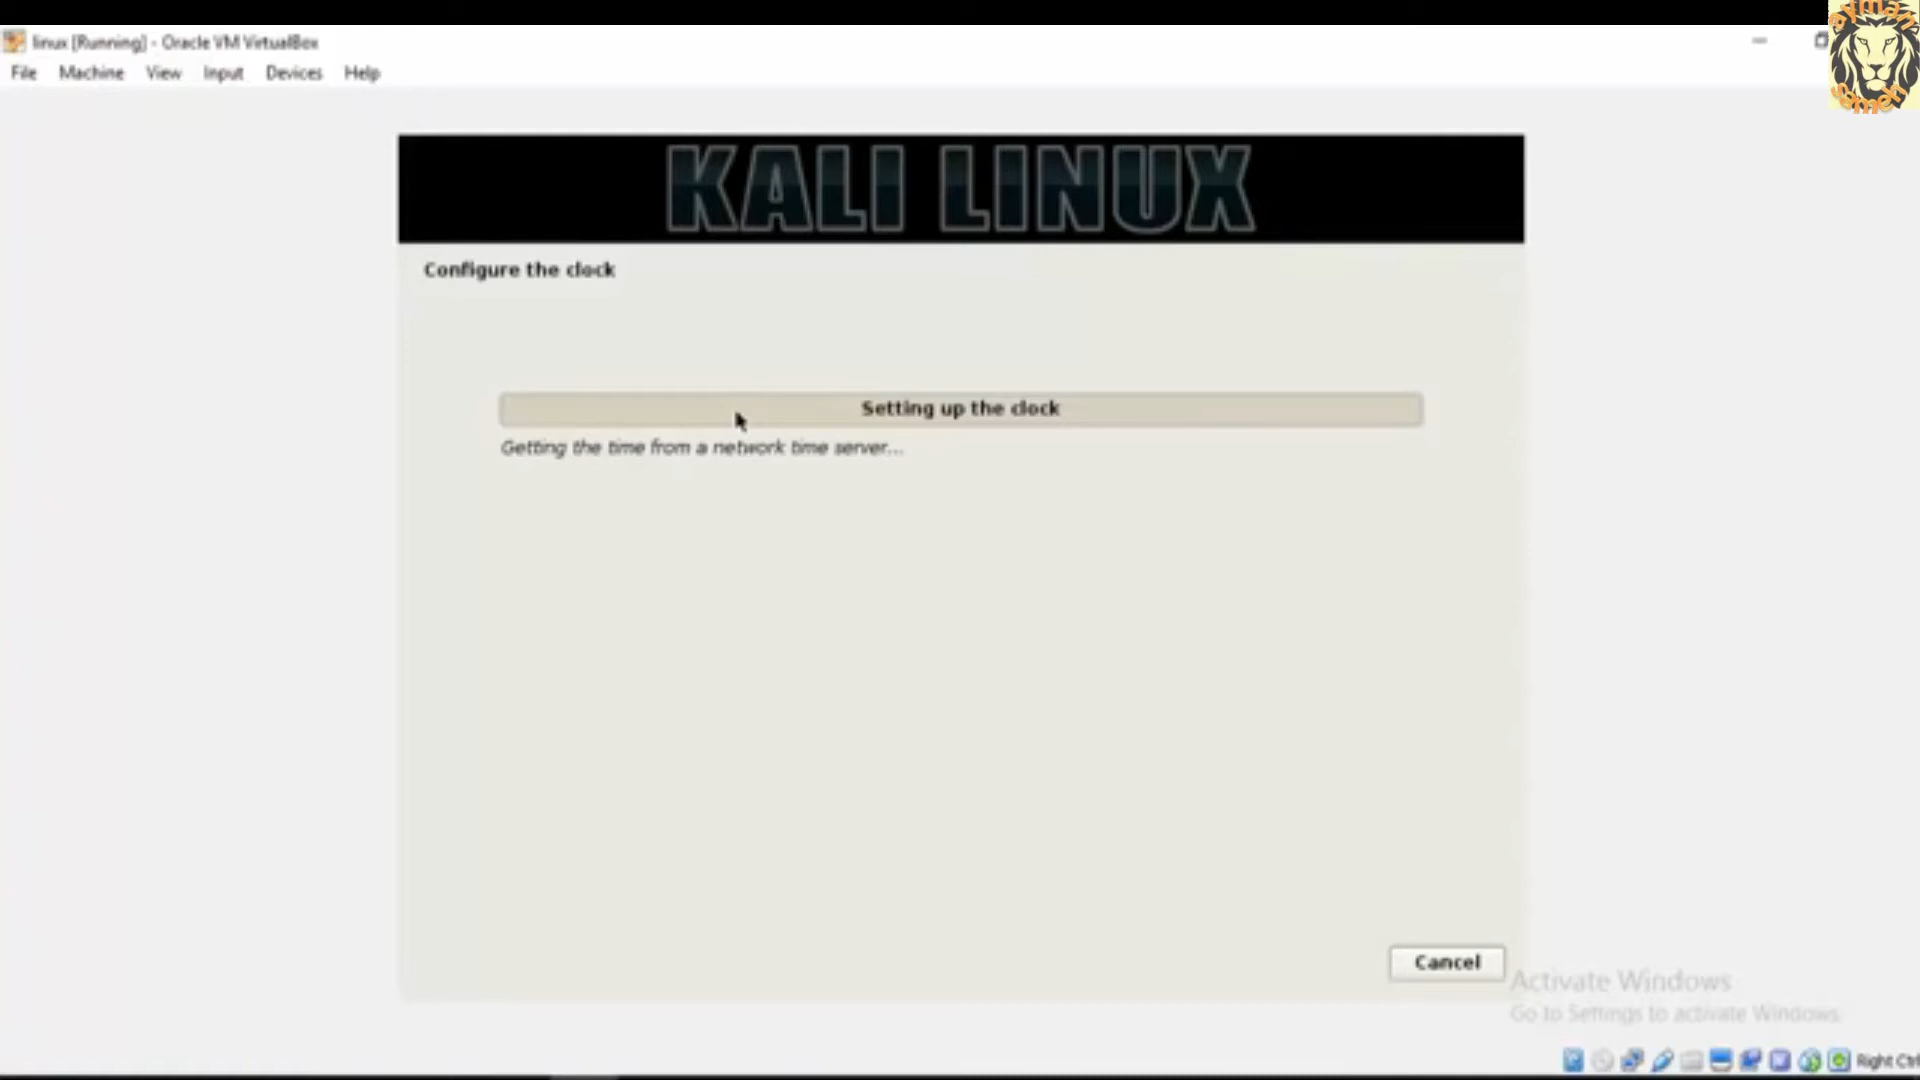 ayman
sameh
linux [Running] - Oracle VM VirtualBox
File Machine View Input Devices Help
KALI LINUX
Configure the clock
Setting up the clock
Getting the time from a network time server...
Cancel
Activate Windows
Go to Settings to activate Windows.
Right Ctrl